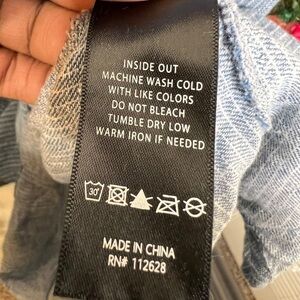 INSIDE OUT
MACHINE WASH COLD
WITH LIKE COLORS
DO NOT BLEACH
TUMBLE DRY LOW
WARM IRON IF NEEDED
30°
MADE IN CHINA
RN# 112628